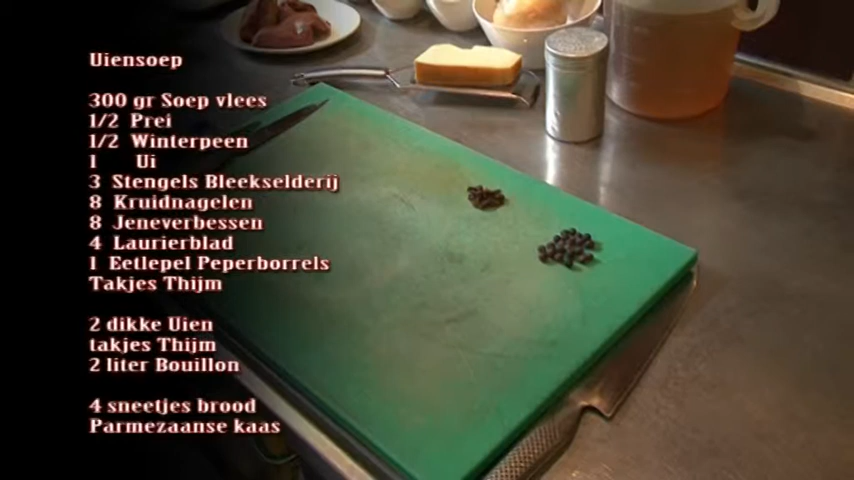 Uiensoep
300 gr Soep vlees
1/2 Prei
1/2 Winterpeen
1 Ui
3 Stengels Bleekselderij
8 Kruidnagelen
8 Jeneverbessen
4 Laurierblad
1 Eetlepel Peperborrels
Takjes Thijm
2 dikke Uien
takjes Thijm
2 liter Bouillon
4 sneetjes brood
Parmezaanse kaas